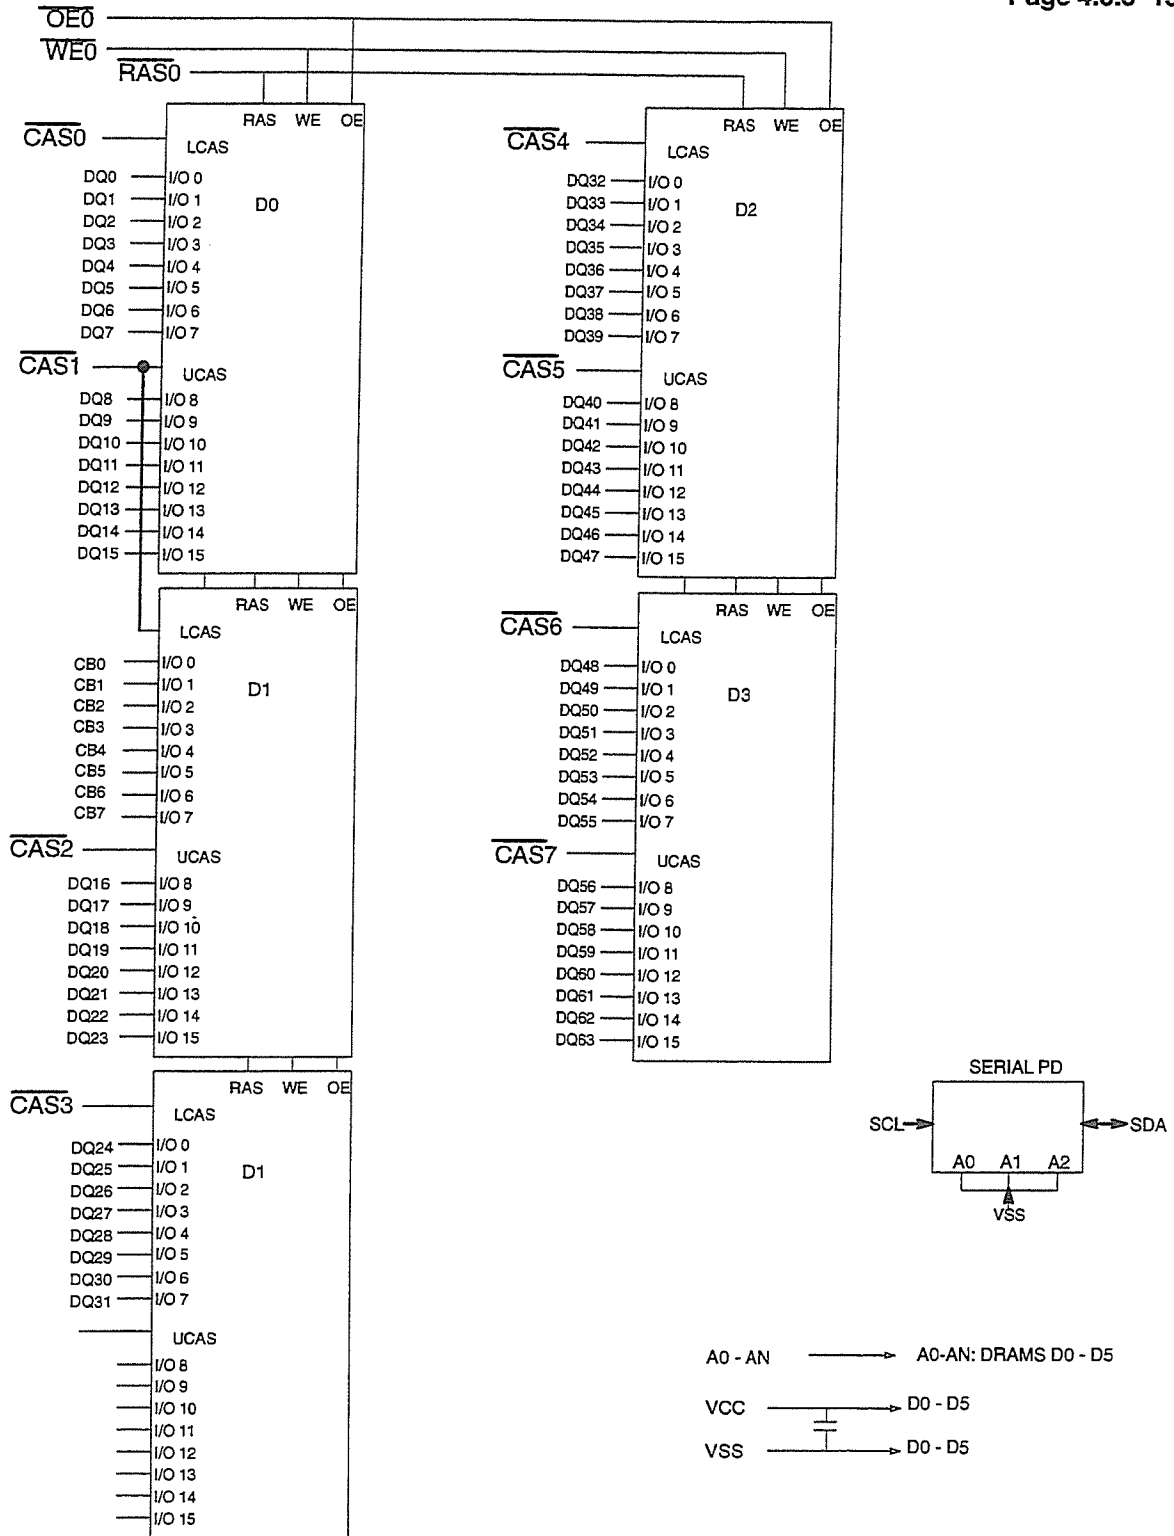 Page 4.5.6-13
OE0
WE0
RAS0
RAS WE OE
CAS0
LCAS
D0
DQ0 I/O 0
DQ1 I/O 1
DQ2 I/O 2
DQ3 I/O 3
DQ4 I/O 4
DQ5 I/O 5
DQ6 I/O 6
DQ7 I/O 7
CAS1
UCAS
DQ8 I/O 8
DQ9 I/O 9
DQ10 I/O 10
DQ11 I/O 11
DQ12 I/O 12
DQ13 I/O 13
DQ14 I/O 14
DQ15 I/O 15
RAS WE OE
LCAS
D1
CB0 I/O 0
CB1 I/O 1
CB2 I/O 2
CB3 I/O 3
CB4 I/O 4
CB5 I/O 5
CB6 I/O 6
CB7 I/O 7
CAS2
UCAS
DQ16 I/O 8
DQ17 I/O 9
DQ18 I/O 10
DQ19 I/O 11
DQ20 I/O 12
DQ21 I/O 13
DQ22 I/O 14
DQ23 I/O 15
RAS WE OE
CAS3
LCAS
D1
DQ24 I/O 0
DQ25 I/O 1
DQ26 I/O 2
DQ27 I/O 3
DQ28 I/O 4
DQ29 I/O 5
DQ30 I/O 6
DQ31 I/O 7
UCAS
I/O 8
I/O 9
I/O 10
I/O 11
I/O 12
I/O 13
I/O 14
I/O 15
RAS WE OE
CAS4
LCAS
D2
DQ32 I/O 0
DQ33 I/O 1
DQ34 I/O 2
DQ35 I/O 3
DQ36 I/O 4
DQ37 I/O 5
DQ38 I/O 6
DQ39 I/O 7
CAS5
UCAS
DQ40 I/O 8
DQ41 I/O 9
DQ42 I/O 10
DQ43 I/O 11
DQ44 I/O 12
DQ45 I/O 13
DQ46 I/O 14
DQ47 I/O 15
RAS WE OE
CAS6
LCAS
D3
DQ48 I/O 0
DQ49 I/O 1
DQ50 I/O 2
DQ51 I/O 3
DQ52 I/O 4
DQ53 I/O 5
DQ54 I/O 6
DQ55 I/O 7
CAS7
UCAS
DQ56 I/O 8
DQ57 I/O 9
DQ58 I/O 10
DQ59 I/O 11
DQ60 I/O 12
DQ61 I/O 13
DQ62 I/O 14
DQ63 I/O 15
SERIAL PD
SCL
SDA
A0 A1 A2
VSS
A0 - AN A0-AN: DRAMS D0 - D5
VCC D0 - D5
VSS D0 - D5